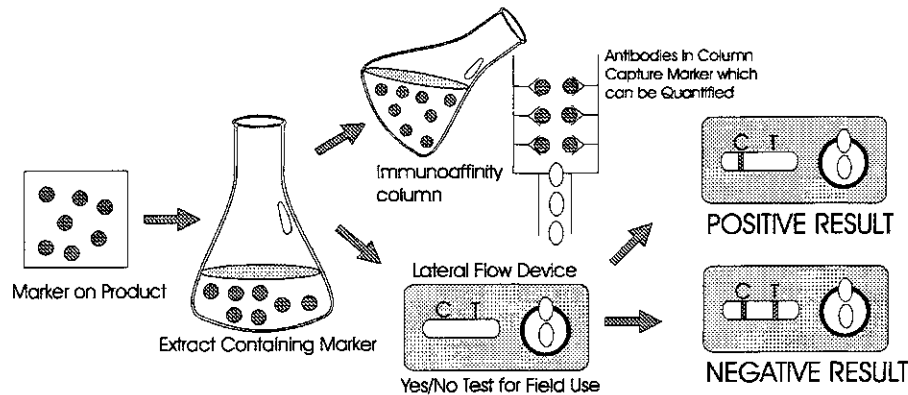 Marker on Product
Extract Containing Marker
Immunoaffinity
column
Antibodies in Column
Capture Marker which
can be Quantified
Lateral Flow Device
C T
Yes/No Test for Field Use
C T
POSITIVE RESULT
C T
NEGATIVE RESULT